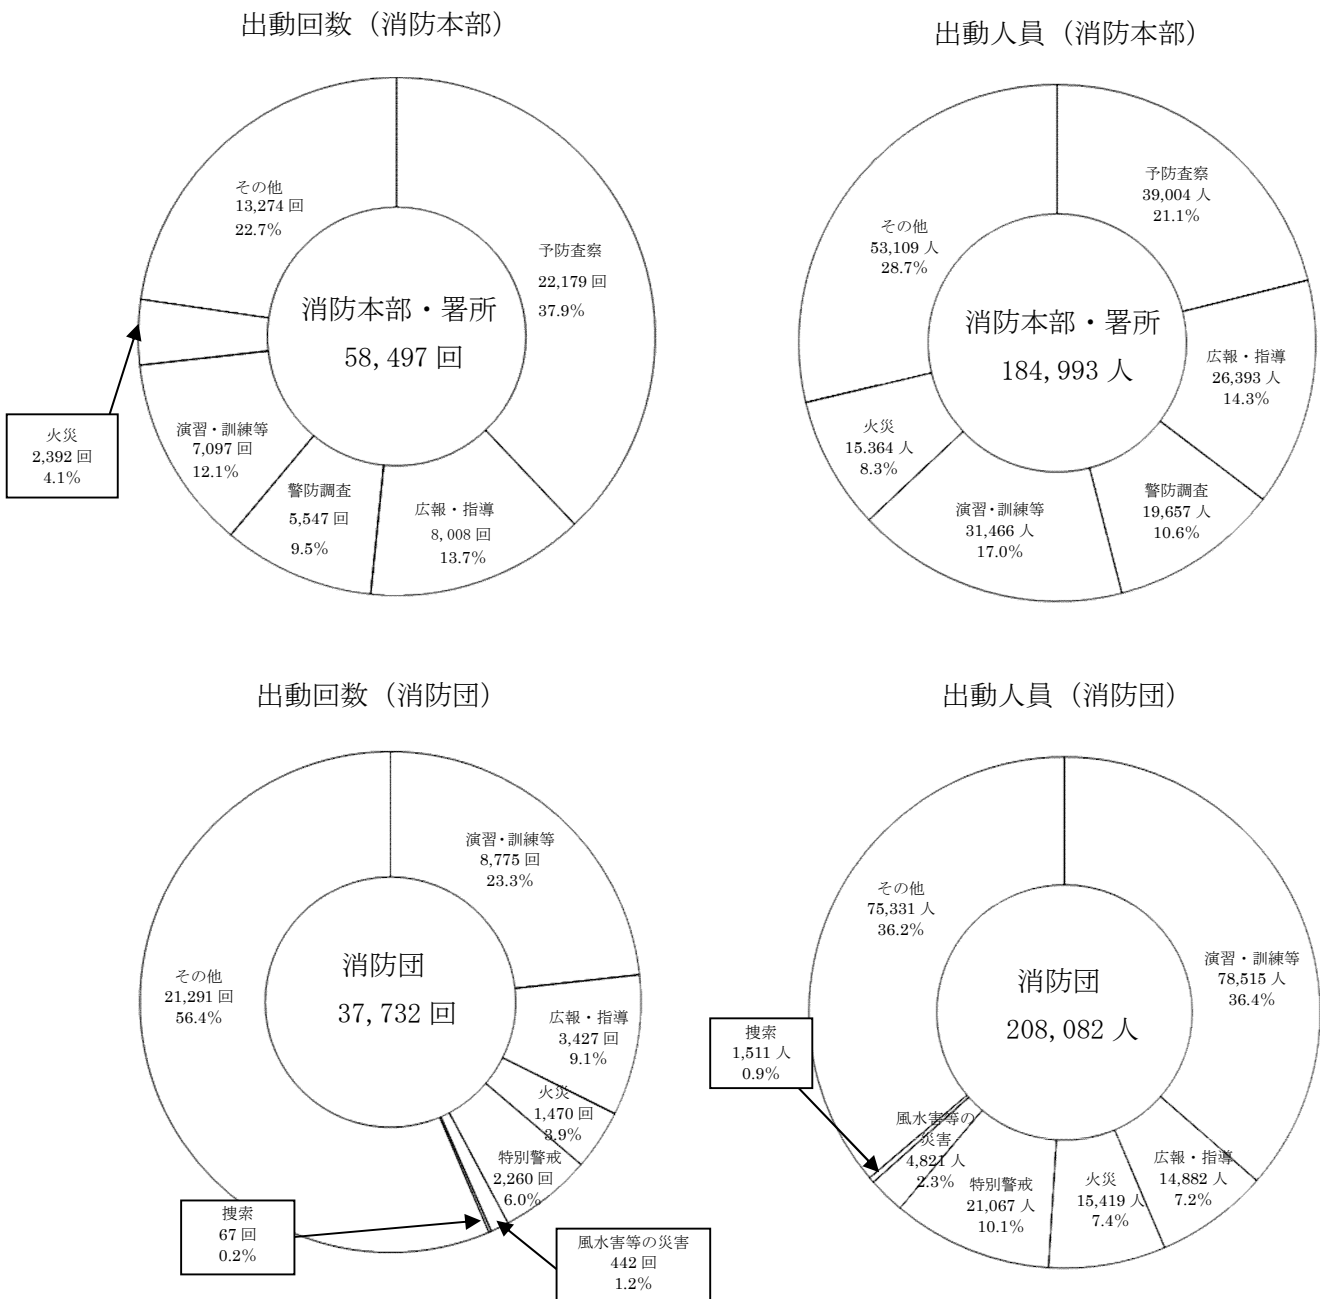 出動回数（消防本部）
その他
13,274 回
22.7%
予防査察
22,179 回
37.9%
消防本部・署所
58,497 回
火災
2,392 回
4.1%
演習・訓練等
7,097 回
12.1%
警防調査
5,547 回
9.5%
広報・指導
8,008 回
13.7%
出動人員（消防本部）
予防査察
39,004 人
21.1%
その他
53,109 人
28.7%
消防本部・署所
184,993 人
広報・指導
26,393 人
14.3%
火災
15.364 人
8.3%
演習・訓練等
31,466 人
17.0%
警防調査
19,657 人
10.6%
出動回数（消防団）
演習・訓練等
8,775 回
23.3%
その他
21,291 回
56.4%
消防団
37,732 回
広報・指導
3,427 回
9.1%
火災
1,470 回
3.9%
特別警戒
2,260 回
6.0%
捜索
67 回
0.2%
風水害等の災害
442 回
1.2%
出動人員（消防団）
その他
75,331 人
36.2%
演習・訓練等
78,515 人
36.4%
消防団
208,082 人
捜索
1,511 人
0.9%
風水害等の
災害
4,821 人
2.3%
特別警戒
21,067 人
10.1%
火災
15,419 人
7.4%
広報・指導
14,882 人
7.2%